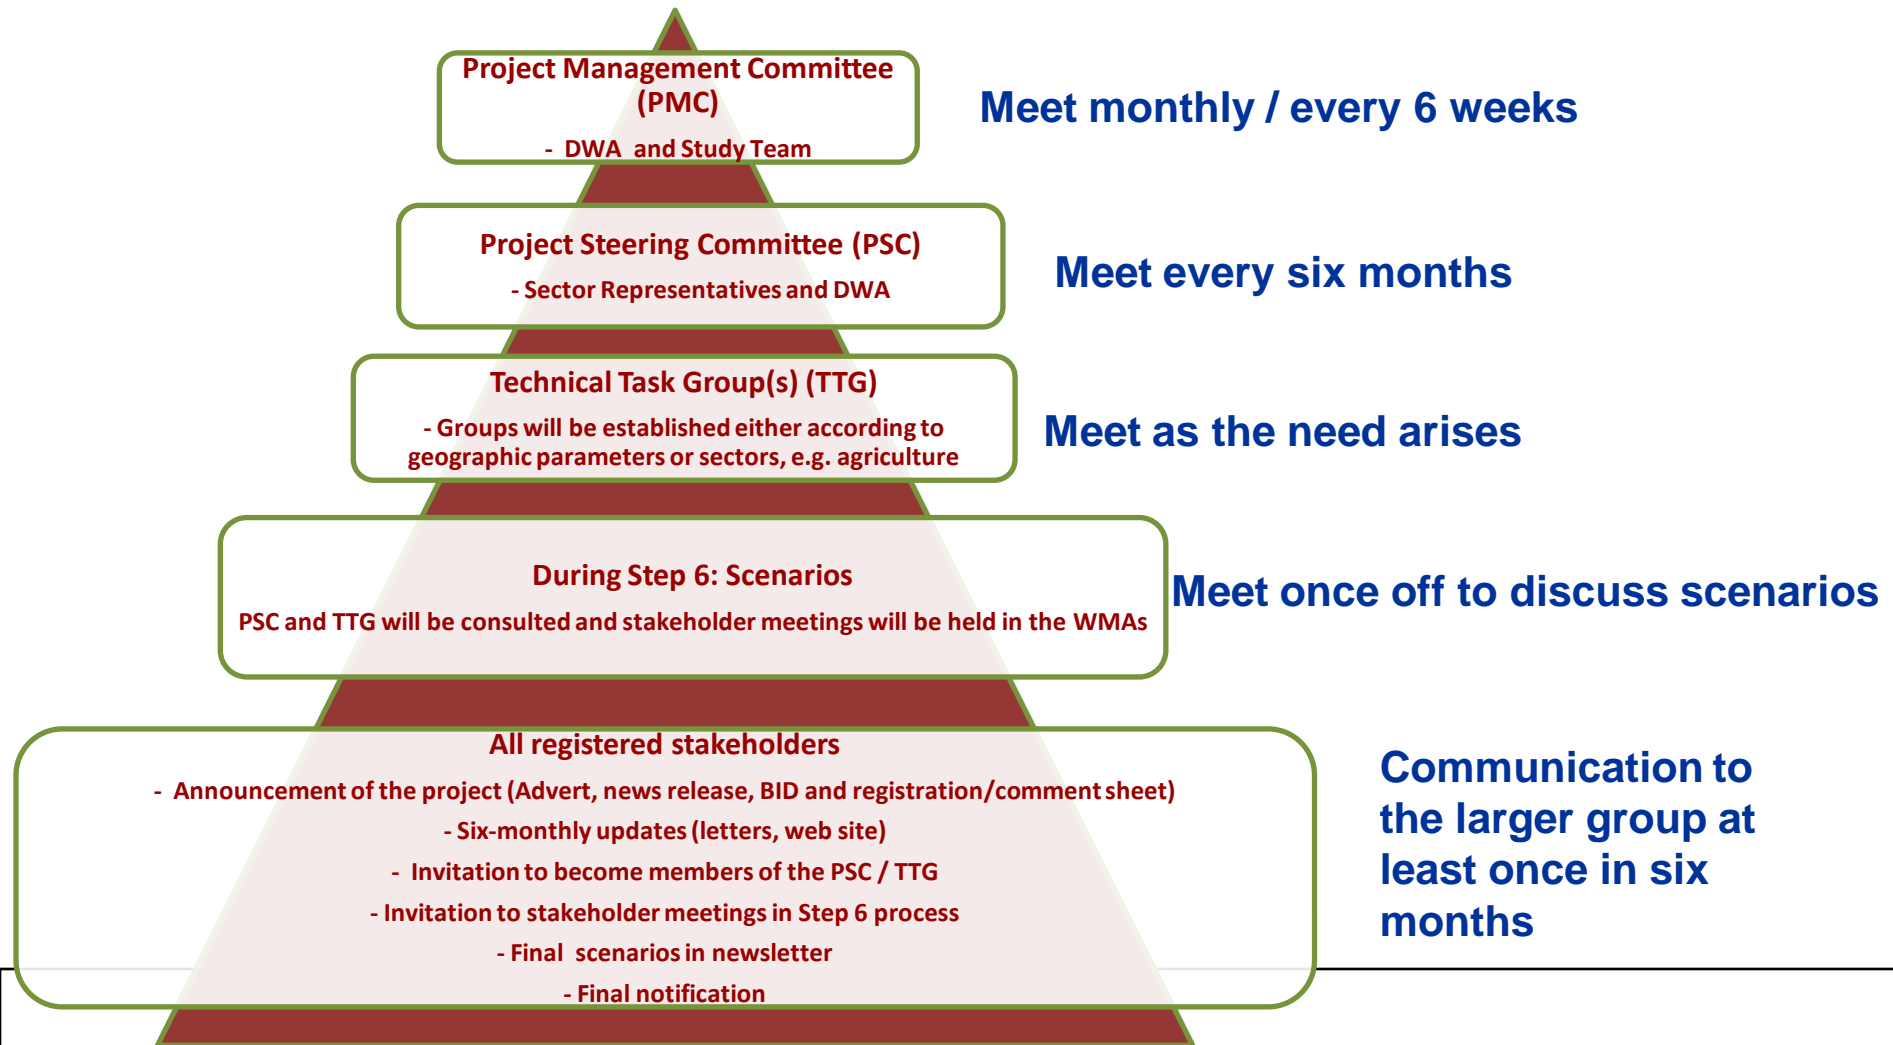 Project Management Committee
(PMC)
- DWA and Study Team
Meet monthly / every 6 weeks
Project Steering Committee (PSC)
- Sector Representatives and DWA
Meet every six months
Technical Task Group(s) (TTG)
- Groups will be established either according to
geographic parameters or sectors, e.g. agriculture
Meet as the need arises
During Step 6: Scenarios
PSC and TTG will be consulted and stakeholder meetings will be held in the WMAs
Meet once off to discuss scenarios
All registered stakeholders
- Announcement of the project (Advert, news release, BID and registration/comment sheet)
- Six-monthly updates (letters, web site)
- Invitation to become members of the PSC / TTG
- Invitation to stakeholder meetings in Step 6 process
- Final scenarios in newsletter
- Final notification
Communication to
the larger group at
least once in six
months